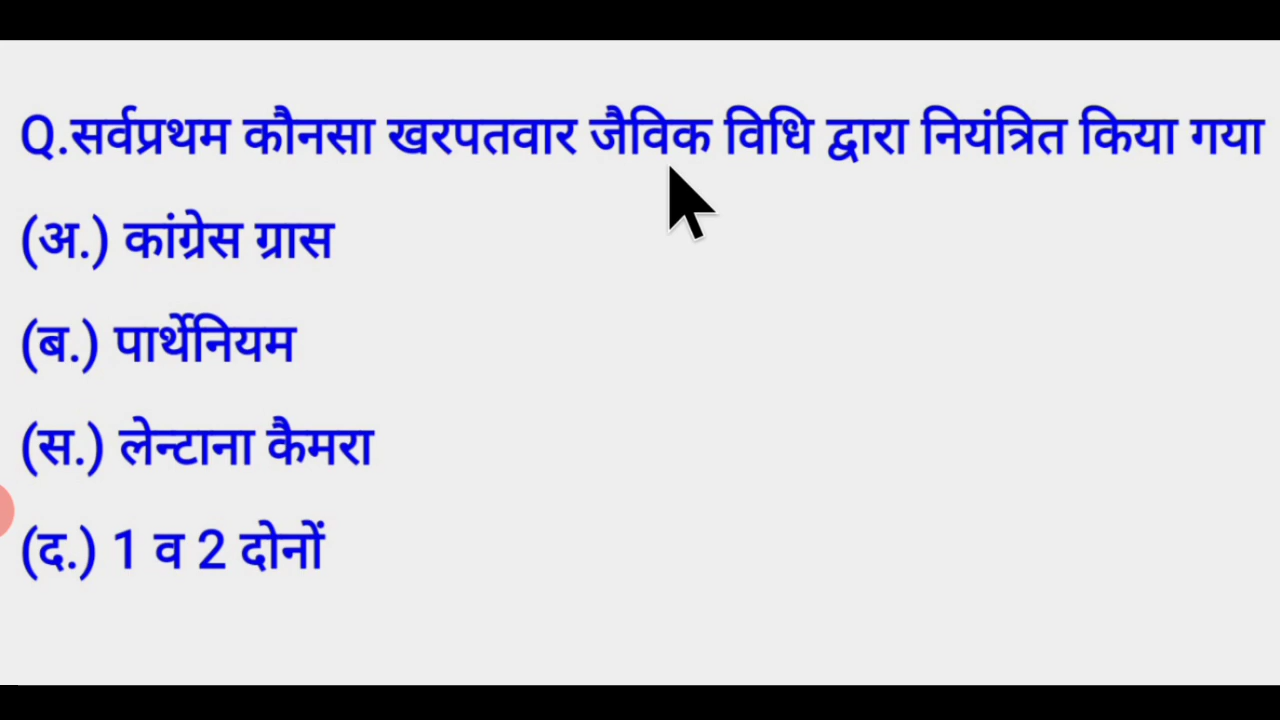 Q.सर्वप्रथम कौनसा खरपतवार जैविक विधि द्वारा नियंत्रित किया गया
(अ.) कांग्रेस ग्रास
(ब.) पार्थेनियम
(स.) लेन्टाना कैमरा
(द.) 1 व 2 दोनों